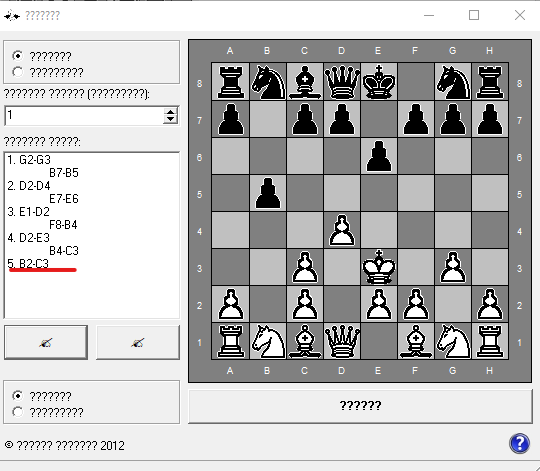 ???????
???????
?????????
??????? ?????? (?????????):
1
??????? ?????:
1. G2-G3
B7-B5
2. D2-D4
E7-E6
3. E1-D2
F8-B4
4. D2-E3
B4-C3
5. B2-C3
???????
?????????
© ?????? ??????? 2012
A B C D E F G H
8 8
7 7
6 6
5 5
4 4
3 3
2 2
1 1
A B C D E F G H
??????
?